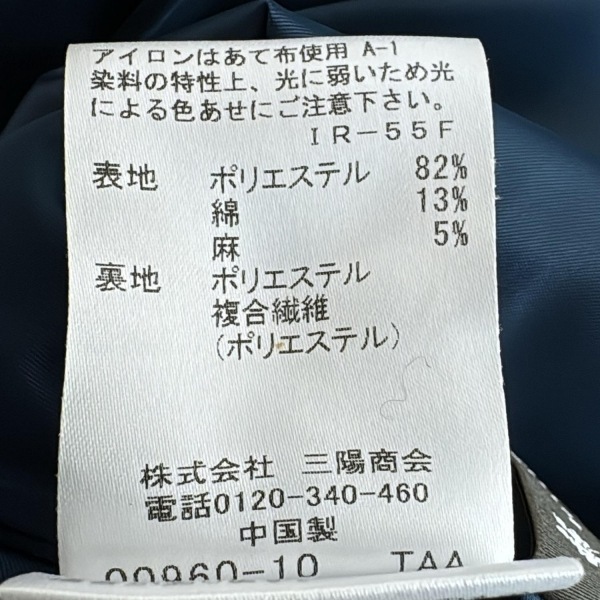 アイロンはあて布使用 A-1
染料の特性上、光に弱いため光
による色あせにご注意下さい。
IR-55F
表地 ポリエステル 82%
綿 13%
麻 5%
裏地 ポリエステル
複合繊維
(ポリエステル)
株式会社 三陽商会
電話0120-340-460
中国製
00960-10 TAA